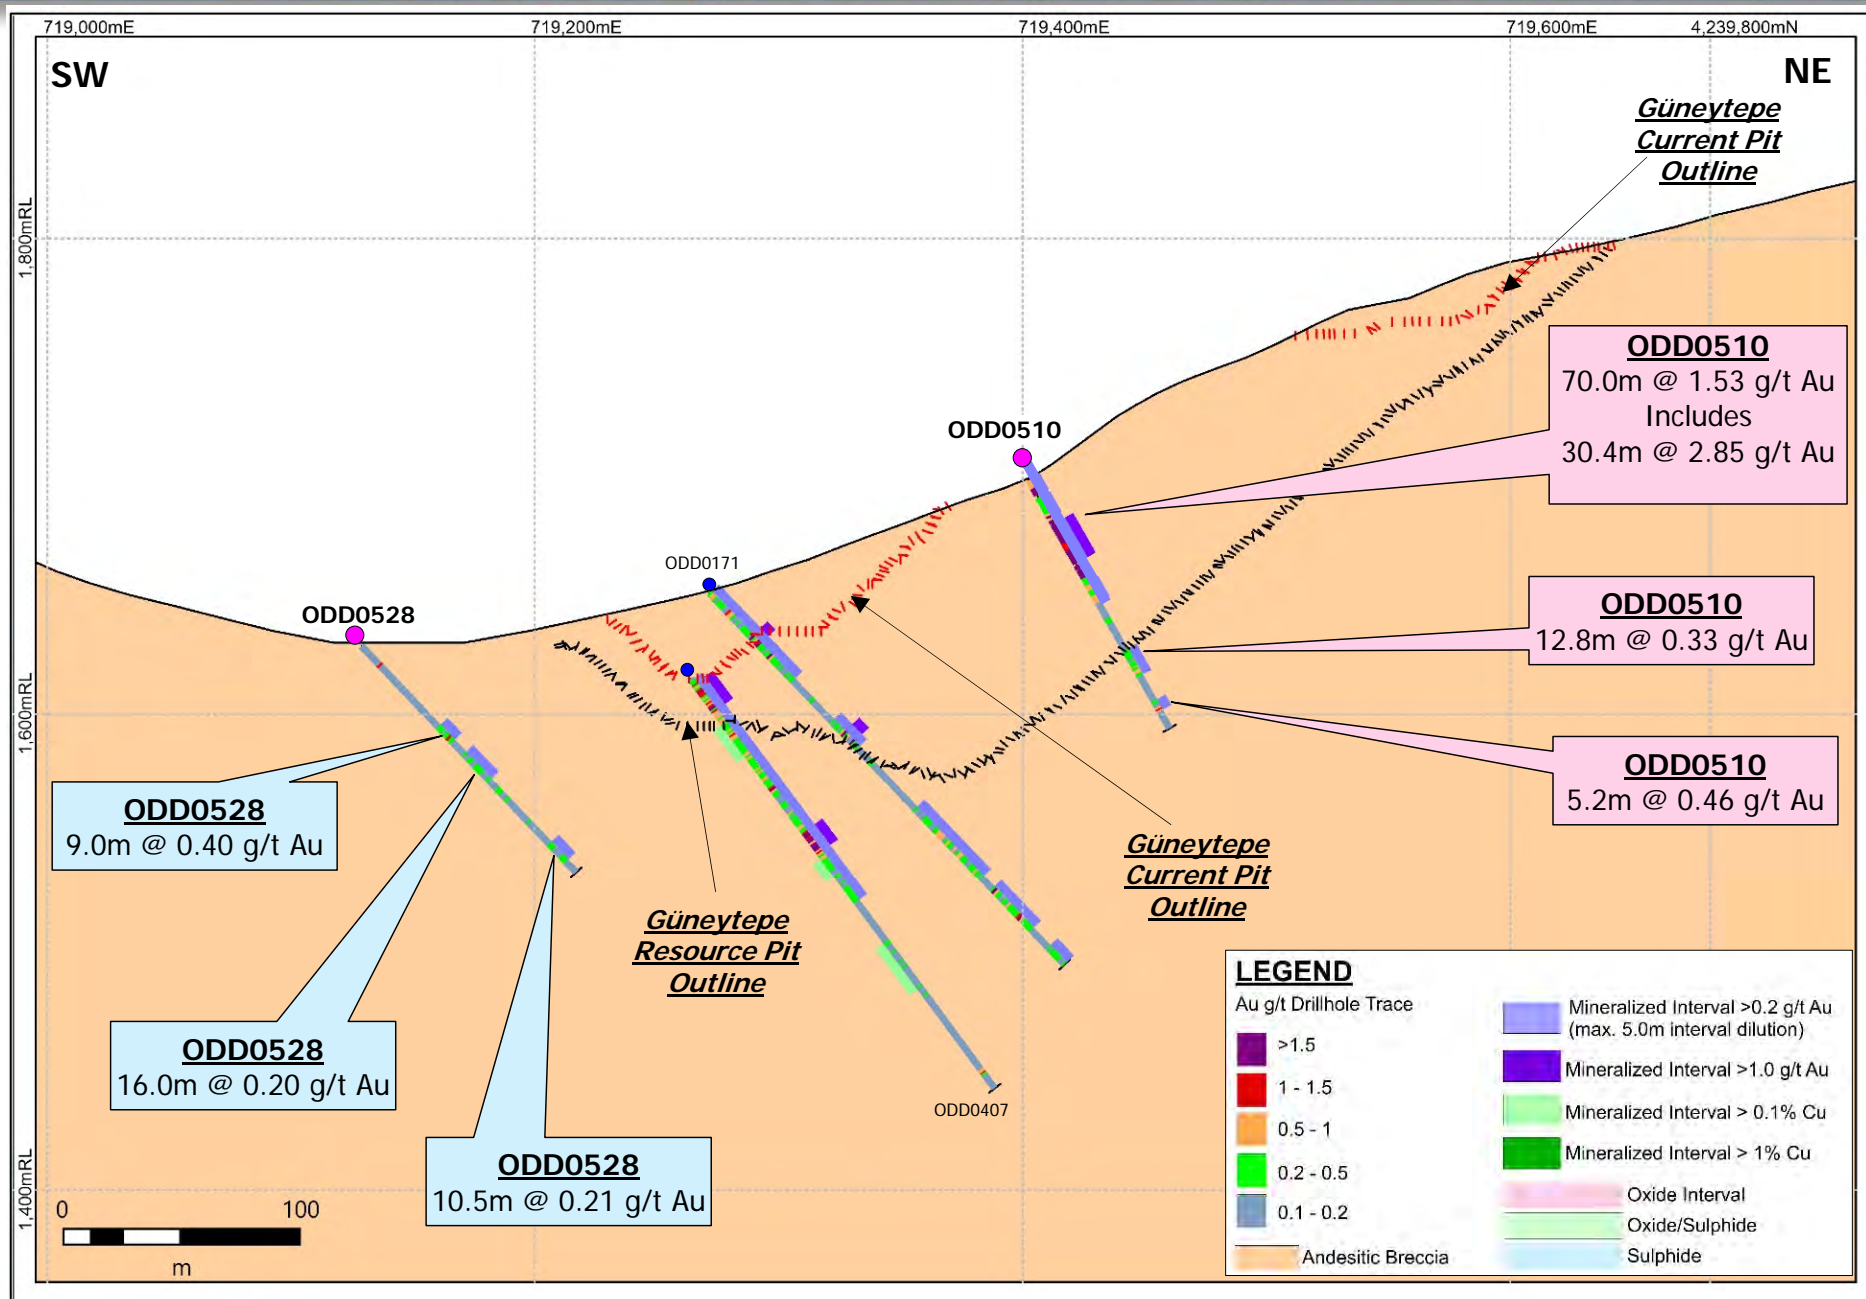 719,000mE
719,200mE
719,400mE
719,600mE
4,239,800mN
SW
NE
Güneytepe
Current Pit
Outline
1,800mRL
ODD0510
70.0m @ 1.53 g/t Au
Includes
30.4m @ 2.85 g/t Au
ODD0510
ODD0171
ODD0528
ODD0510
12.8m @ 0.33 g/t Au
1,600mRL
ODD0510
5.2m @ 0.46 g/t Au
ODD0528
9.0m @ 0.40 g/t Au
Güneytepe
Current Pit
Outline
Güneytepe
Resource Pit
Outline
ODD0528
16.0m @ 0.20 g/t Au
ODD0407
ODD0528
10.5m @ 0.21 g/t Au
1,400mRL
0 100
m
LEGEND
Au g/t Drillhole Trace
>1.5
1 - 1.5
0.5 - 1
0.2 - 0.5
0.1 - 0.2
Andesitic Breccia
Mineralized Interval >0.2 g/t Au
(max. 5.0m interval dilution)
Mineralized Interval >1.0 g/t Au
Mineralized Interval > 0.1% Cu
Mineralized Interval > 1% Cu
Oxide Interval
Oxide/Sulphide
Sulphide